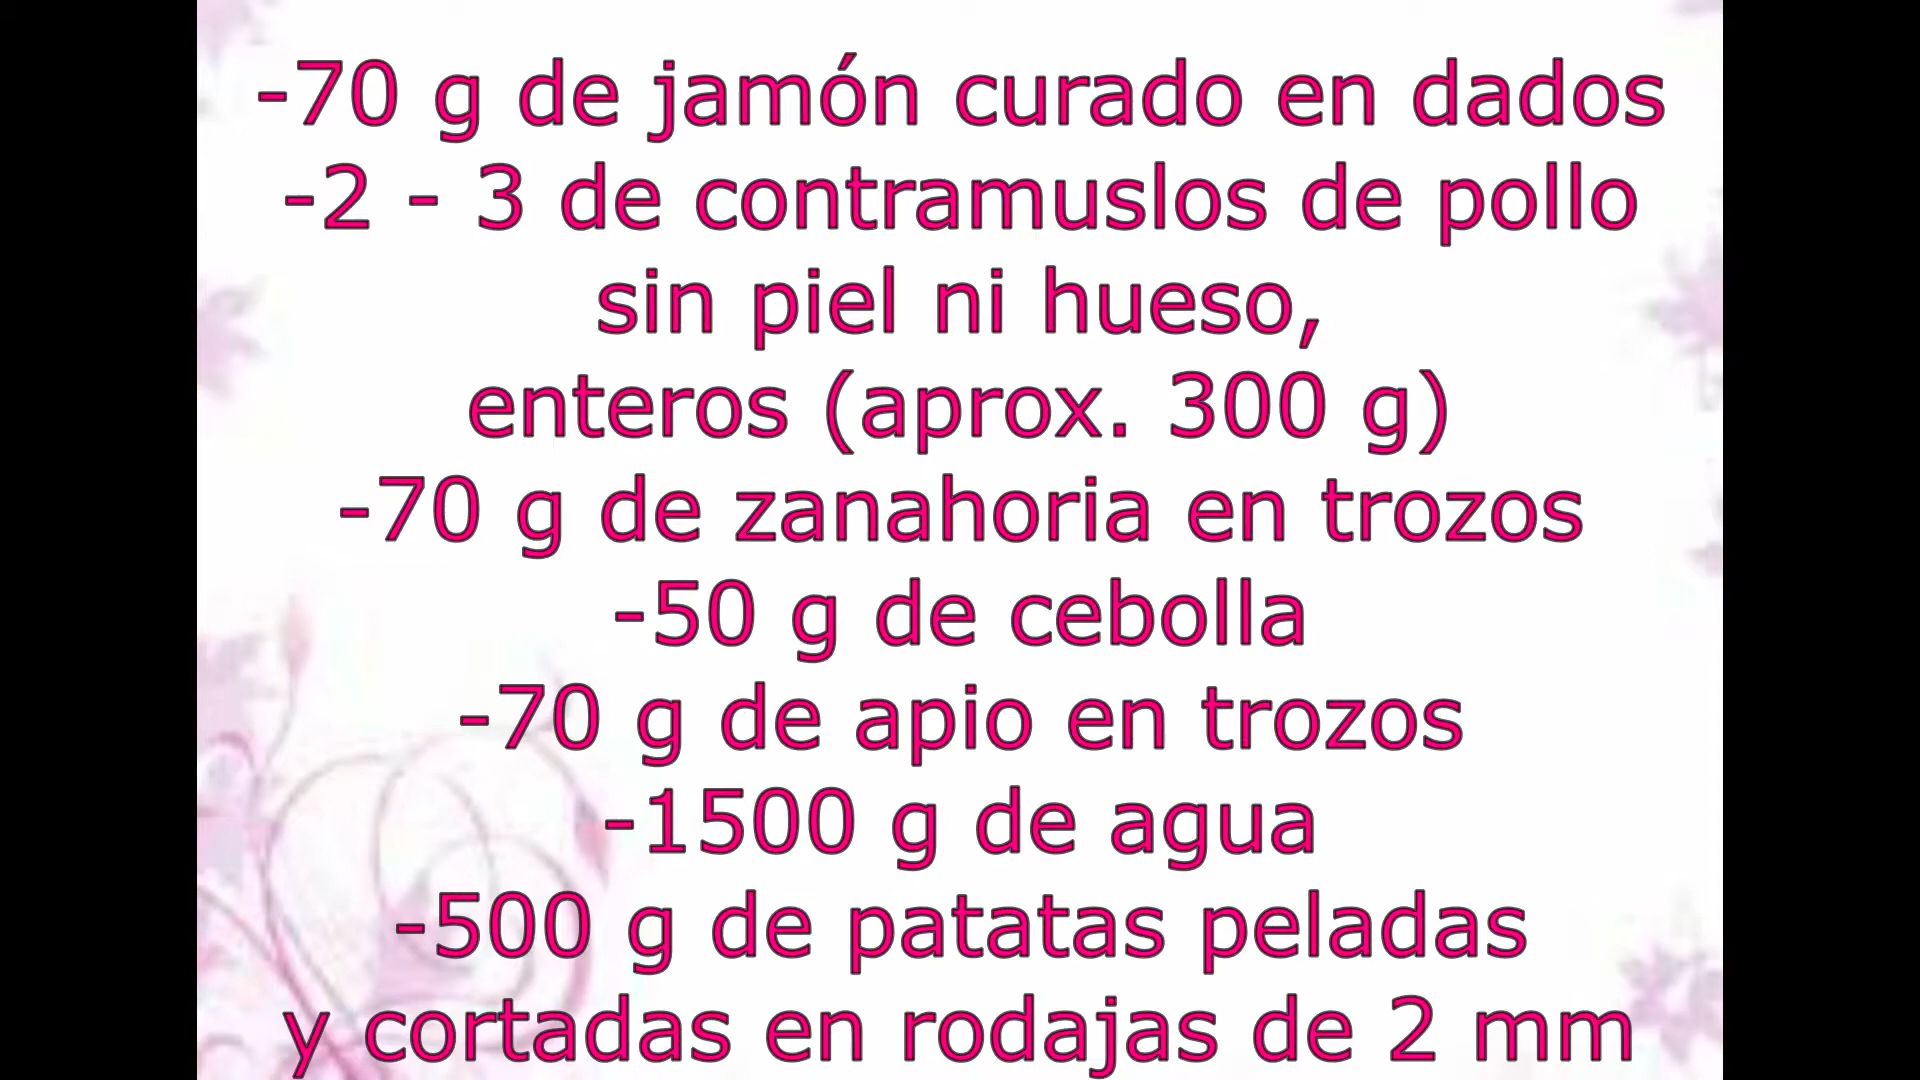 -70 g de jamón curado en dados
-2 - 3 de contramuslos de pollo
sin piel ni hueso,
enteros (aprox. 300 g)
-70 g de zanahoria en trozos
-50 g de cebolla
-70 g de apio en trozos
-1500 g de agua
-500 g de patatas peladas
y cortadas en rodajas de 2 mm